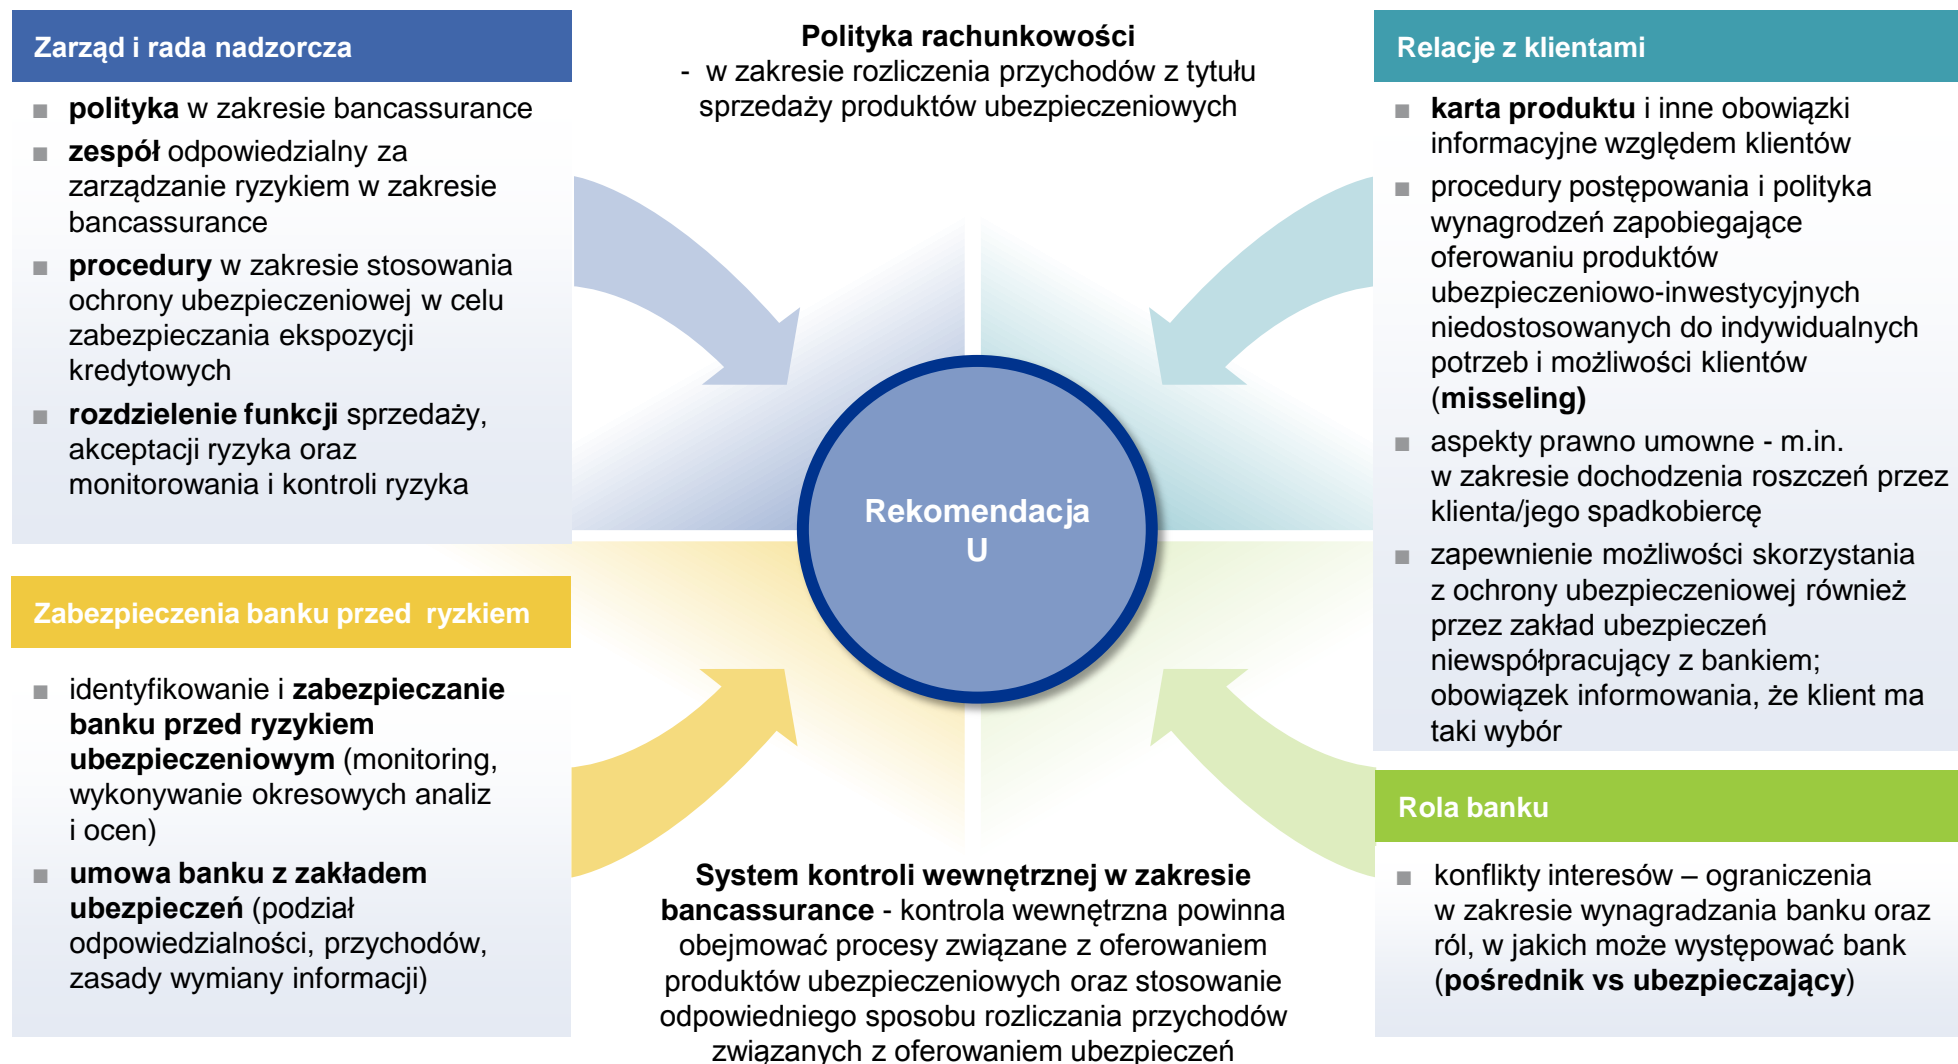 Zarząd i rada nadzorcza
■ polityka w zakresie bancassurance
■ zespół odpowiedzialny za
zarządzanie ryzykiem w zakresie
bancassurance
■ procedury w zakresie stosowania
ochrony ubezpieczeniowej w celu
zabezpieczania ekspozycji
kredytowych
■ rozdzielenie funkcji sprzedaży,
akceptacji ryzyka oraz
monitorowania i kontroli ryzyka
Polityka rachunkowości
- w zakresie rozliczenia przychodów z tytułu
sprzedaży produktów ubezpieczeniowych
Relacje z klientami
■ karta produktu i inne obowiązki
informacyjne względem klientów
■ procedury postępowania i polityka
wynagrodzeń zapobiegające
oferowaniu produktów
ubezpieczeniowo-inwestycyjnych
niedostosowanych do indywidualnych
potrzeb i możliwości klientów
(misseling)
■ aspekty prawno umowne - m.in.
w zakresie dochodzenia roszczeń przez
klienta/jego spadkobiercę
■ zapewnienie możliwości skorzystania
z ochrony ubezpieczeniowej również
przez zakład ubezpieczeń
niewspółpracujący z bankiem;
obowiązek informowania, że klient ma
taki wybór
Rekomendacja
U
Zabezpieczenia banku przed ryzkiem
■ identyfikowanie i zabezpieczanie
banku przed ryzykiem
ubezpieczeniowym (monitoring,
wykonywanie okresowych analiz
i ocen)
■ umowa banku z zakładem
ubezpieczeń (podział
odpowiedzialności, przychodów,
zasady wymiany informacji)
System kontroli wewnętrznej w zakresie
bancassurance - kontrola wewnętrzna powinna
obejmować procesy związane z oferowaniem
produktów ubezpieczeniowych oraz stosowanie
odpowiedniego sposobu rozliczania przychodów
związanych z oferowaniem ubezpieczeń
Rola banku
■ konflikty interesów – ograniczenia
w zakresie wynagradzania banku oraz
ról, w jakich może występować bank
(pośrednik vs ubezpieczający)